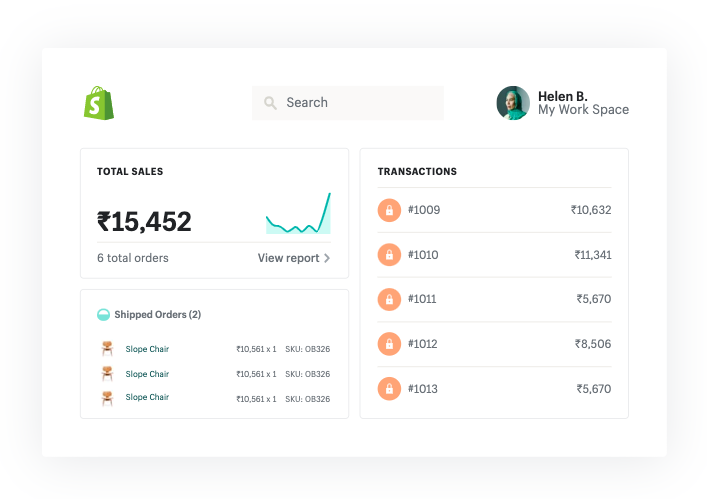 S
Search
Helen B.
My Work Space
TOTAL SALES
₹15,452
6 total orders
View report
Shipped Orders (2)
Slope Chair ₹10,561 x 1 SKU: OB326
Slope Chair ₹10,561 x 1 SKU: OB326
Slope Chair ₹10,561 x 1 SKU: OB326
TRANSACTIONS
#1009 ₹10,632
#1010 ₹11,341
#1011 ₹5,670
#1012 ₹8,506
#1013 ₹5,670